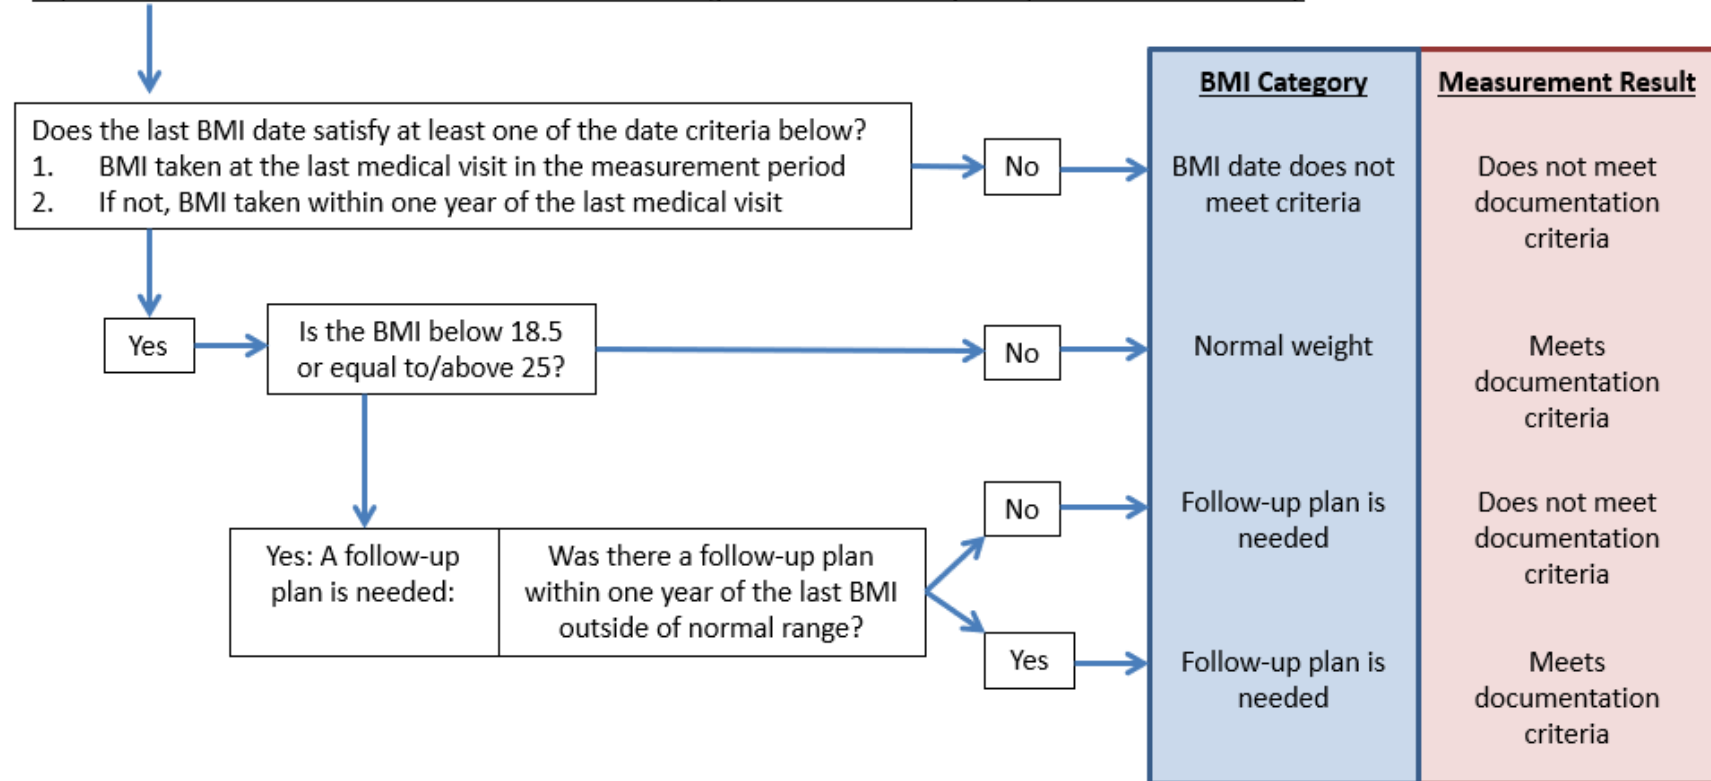 Does the last BMI date satisfy at least one of the date criteria below?
1. BMI taken at the last medical visit in the measurement period
2. If not, BMI taken within one year of the last medical visit
No
Yes
Is the BMI below 18.5
or equal to/above 25?
No
Yes: A follow-up
plan is needed:
Was there a follow-up plan
within one year of the last BMI
outside of normal range?
No
Yes
BMI Category
Measurement Result
BMI date does not
meet criteria
Does not meet
documentation
criteria
Normal weight
Meets
documentation
criteria
Follow-up plan is
needed
Does not meet
documentation
criteria
Follow-up plan is
needed
Meets
documentation
criteria